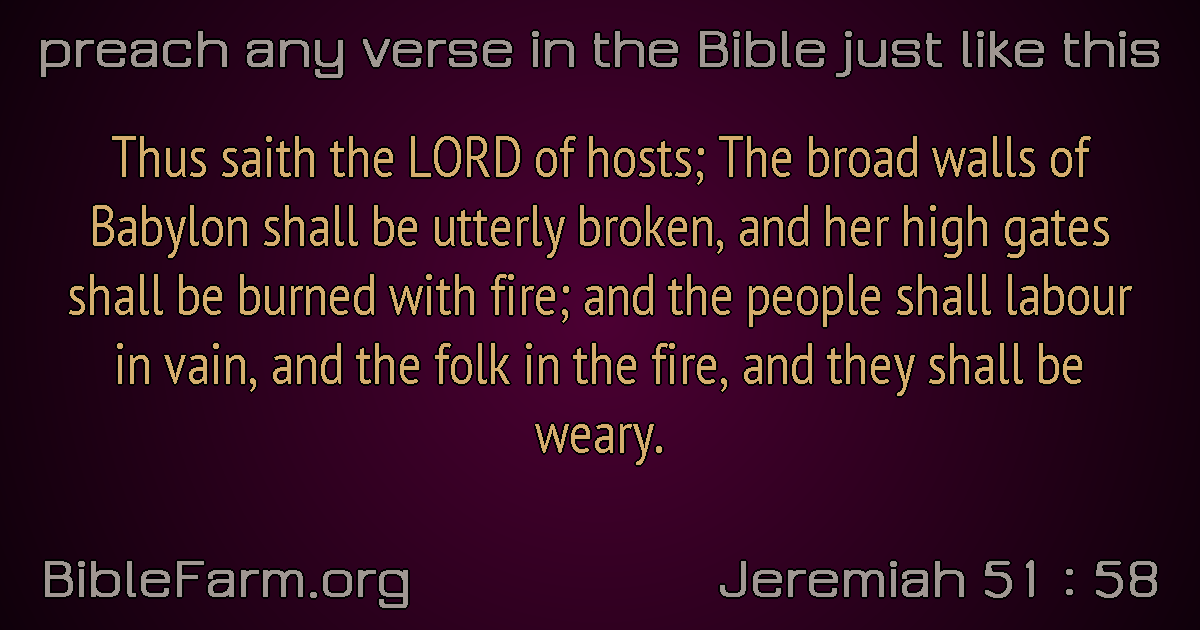 preach any verse in the Bible just like this
Thus saith the LORD of hosts; The broad walls of
Babylon shall be utterly broken, and her high gates
shall be burned with fire; and the people shall labour
in vain, and the folk in the fire, and they shall be
weary.
BibleFarm.org
Jeremiah 51 : 58